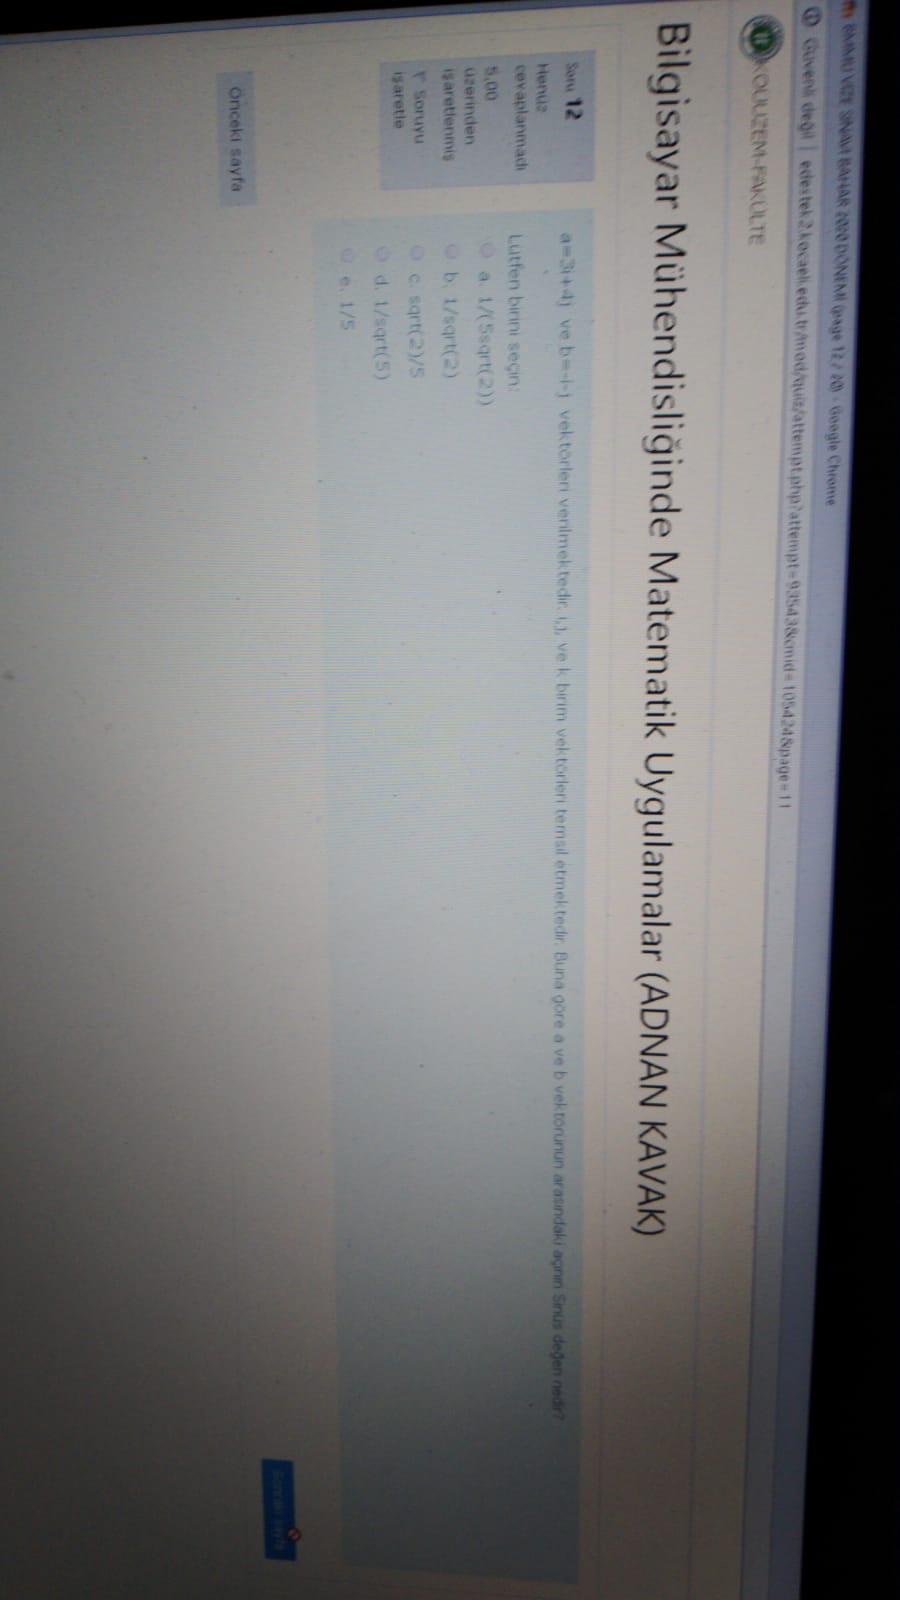 BMMU VİZE SINAVI BAHAR 2020 DÖNEMİ (page 12 / 20) - Google Chrome
Güvenli değil | edestek2.kocaeli.edu.tr/mod/quiz/attempt.php?attempt=93543&cmid=105424&page=11
KOUUZEM-FAKÜLTE
Bilgisayar Mühendisliğinde Matematik Uygulamalar (ADNAN KAVAK)
Soru 12
Henüz
cevaplanmadı
5,00
üzerinden
işaretlenmiş
Soruyu
işaretle
a=3i+4j ve b=-i-j vektörleri verilmektedir. i,j, ve k birim vektörleri temsil etmektedir. Buna göre a ve b vektörünün arasındaki açının Sinüs değeri nedir?
Lütfen birini seçin:
a. 1/(5sqrt(2))
b. 1/sqrt(2)
c. sqrt(2)/5
d. 1/sqrt(5)
e. 1/5
Önceki sayfa
Sonraki sayfa